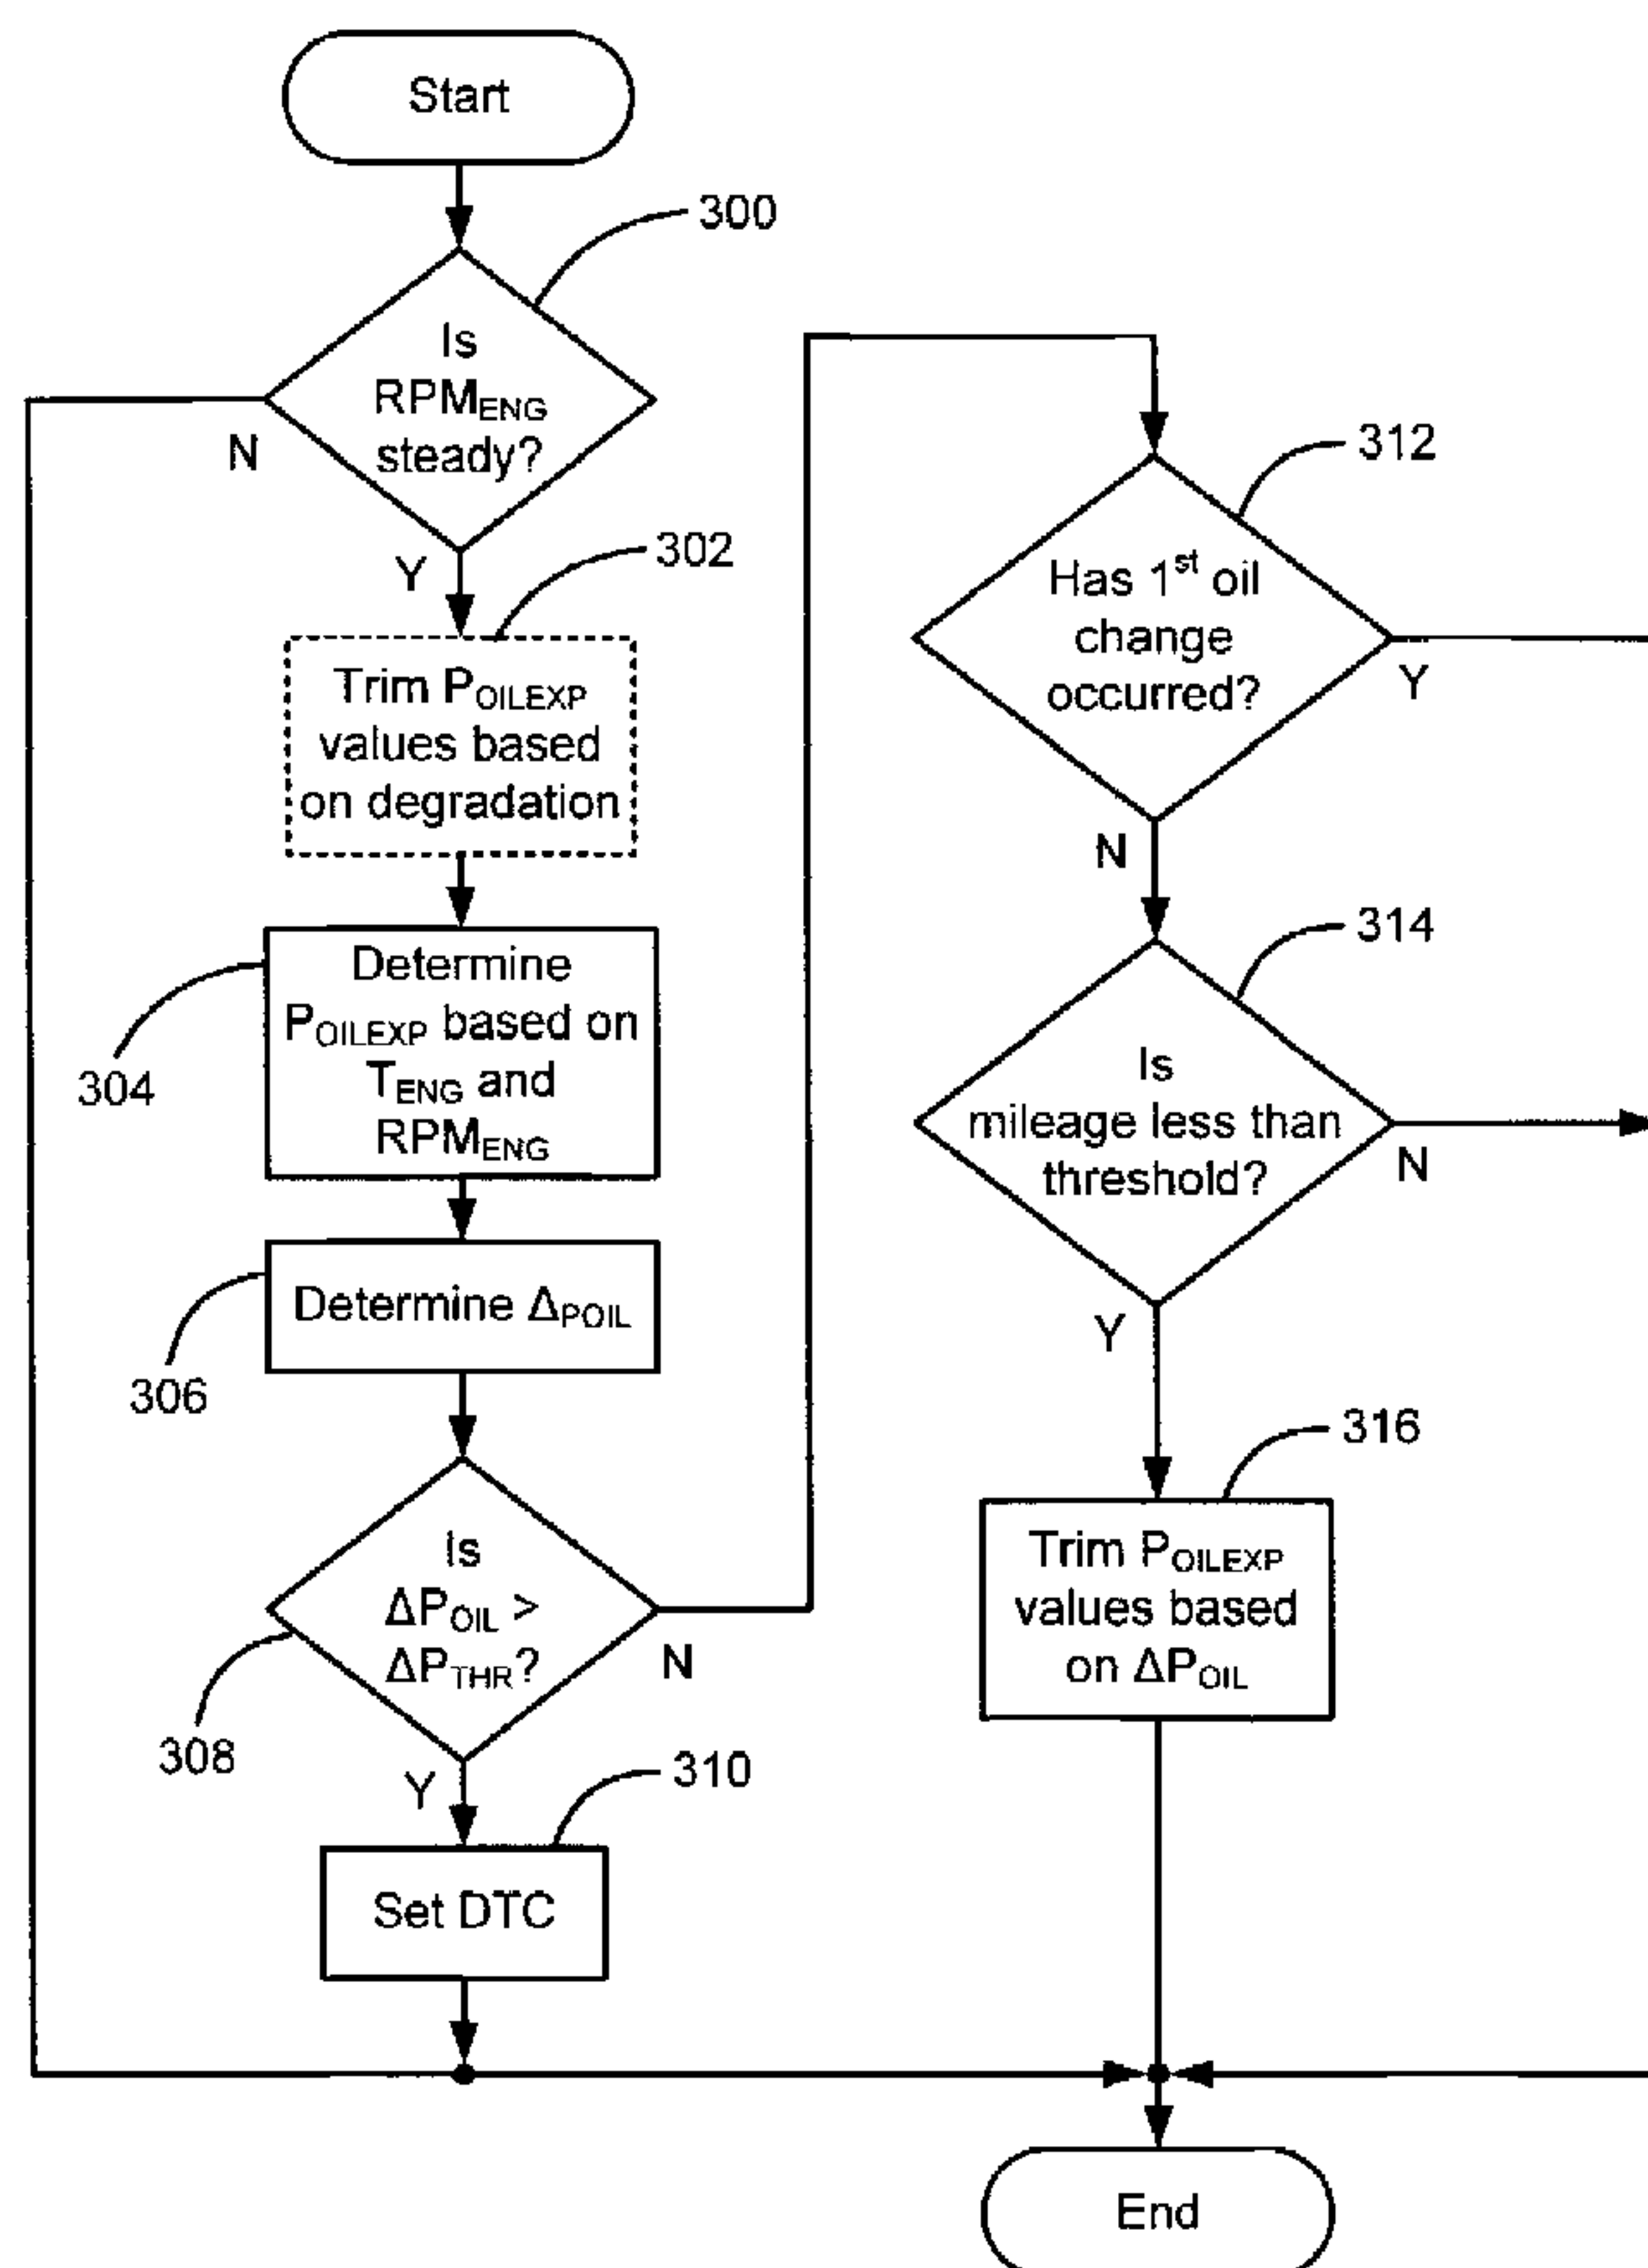 Start
300
Is
RPMENG
steady?
N
Y
302
Trim POILEXP
values based
on degradation
304
Determine
POILEXP based on
TENG and
RPMENG
306
Determine ΔPOIL
308
Is
ΔPOIL >
ΔPTHR?
N
Y
310
Set DTC
312
Has 1st oil
change
occurred?
Y
N
314
Is
mileage less than
threshold?
N
Y
316
Trim POILEXP
values based
on ΔPOIL
End